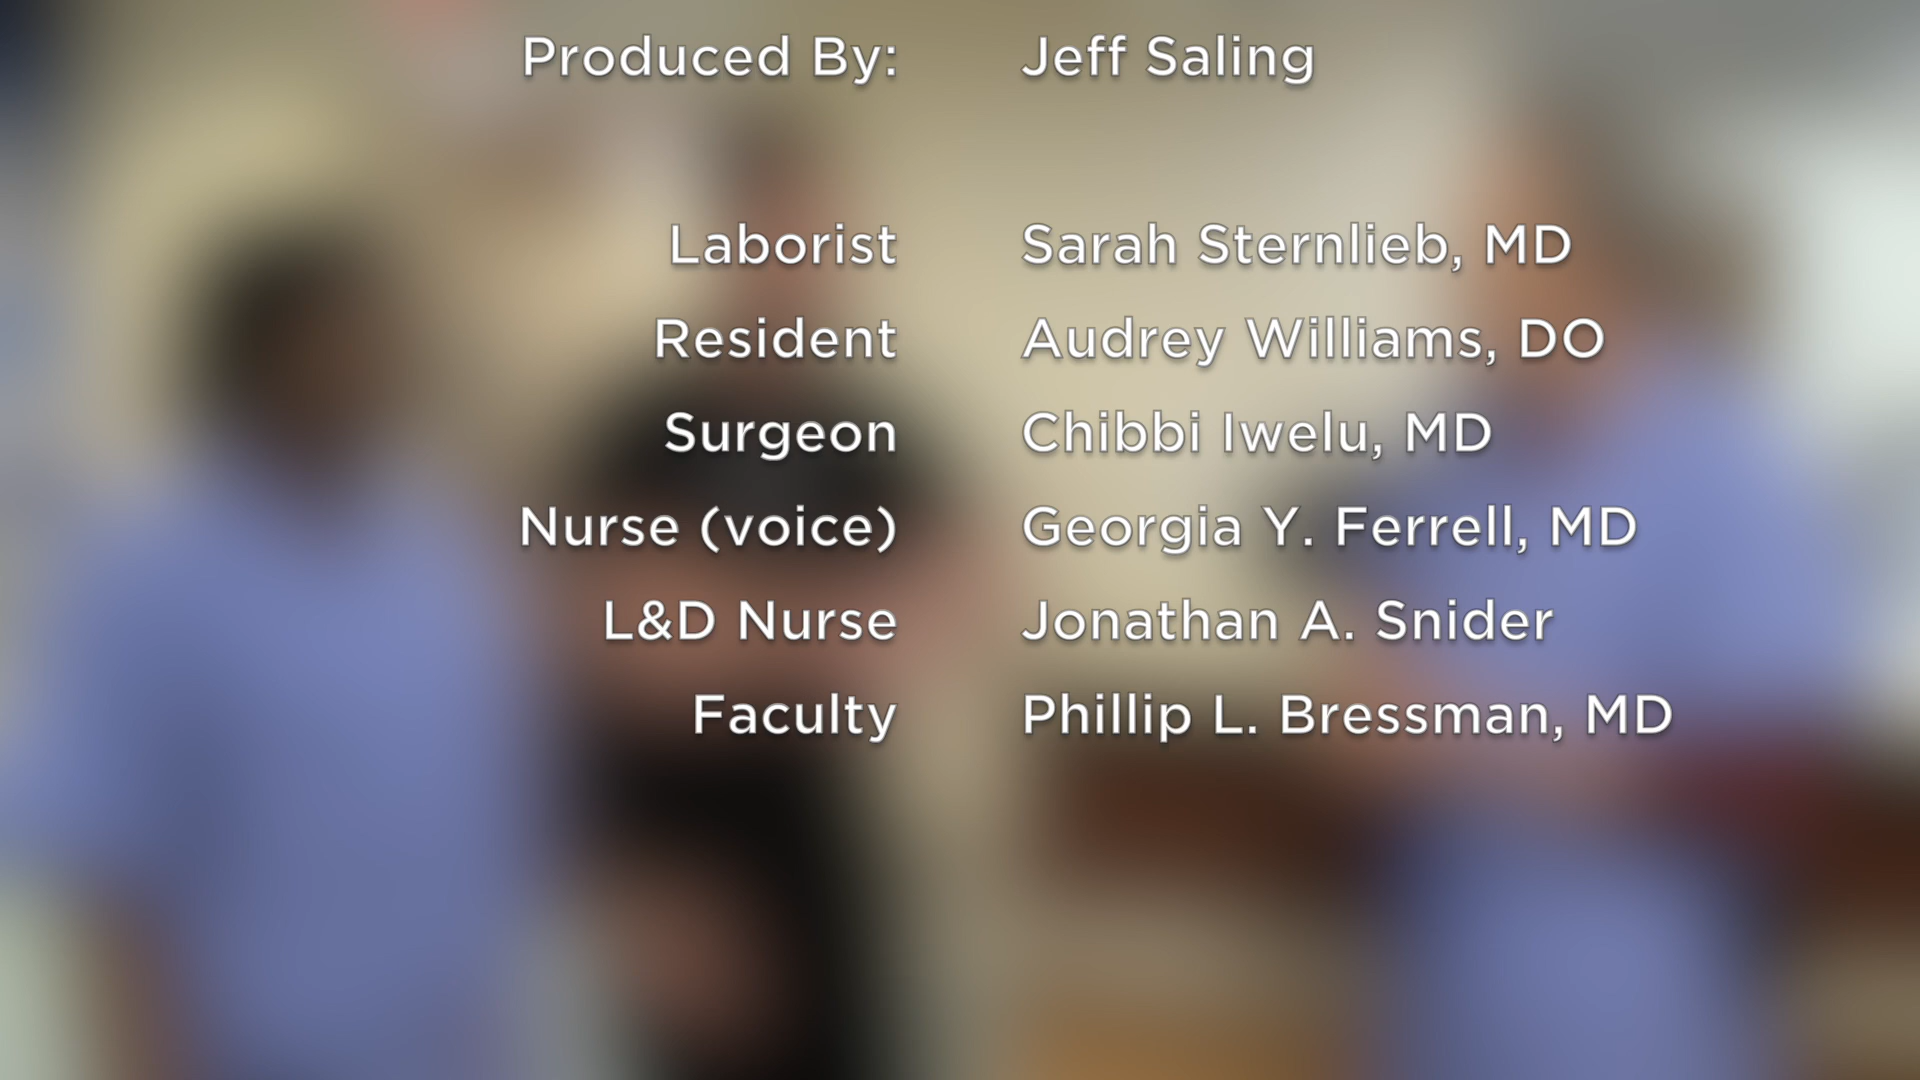 Produced By: Jeff Saling
Laborist Sarah Sternlieb, MD
Resident Audrey Williams, DO
Surgeon Chibbi Iwelu, MD
Nurse (voice) Georgia Y. Ferrell, MD
L&D Nurse Jonathan A. Snider
Faculty Phillip L. Bressman, MD